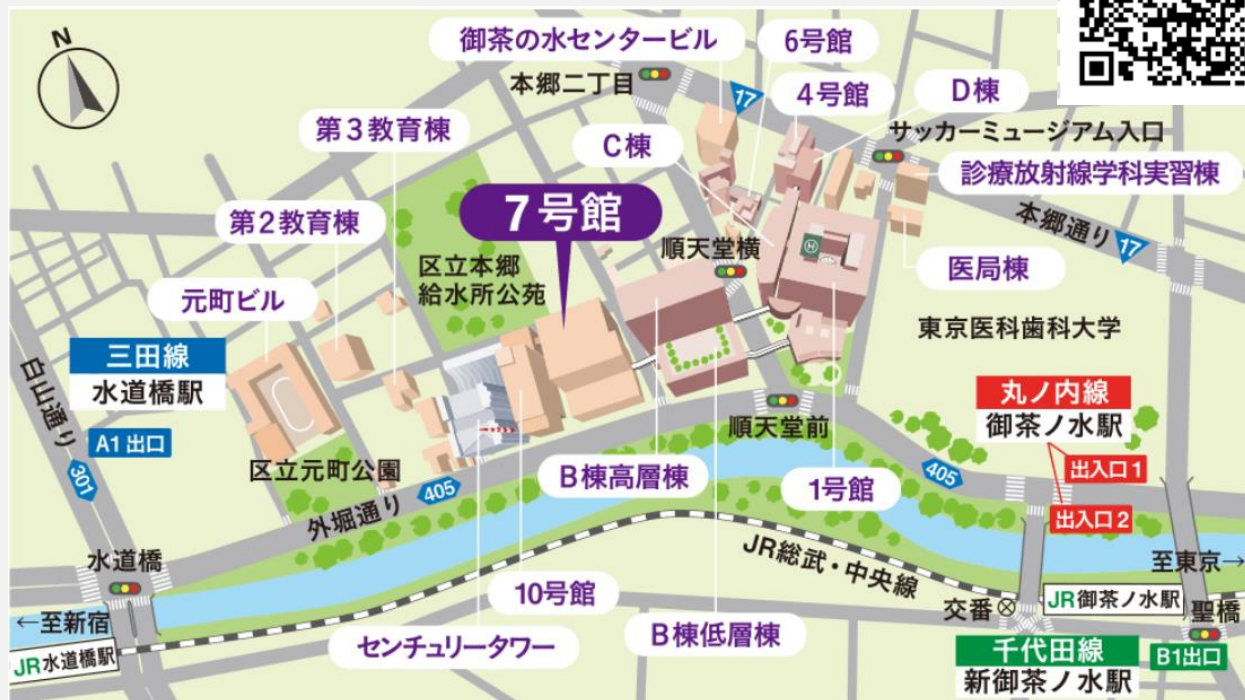 N
御茶の水センタービル
6号館
本郷二丁目
17
4号館
D棟
第3教育棟
C棟
サッカーミュージアム入口
診療放射線学科実習棟
7号館
第2教育棟
本郷通り
17
順天堂横
H
区立本郷
給水所公苑
医局棟
元町ビル
東京医科歯科大学
三田線
水道橋駅
白山通り
A1出口
301
丸ノ内線
御茶ノ水駅
出入口1
出入口2
順天堂前
区立元町公園
B棟高層棟
1号館
405
405
外堀通り
JR総武・中央線
水道橋
至東京→
10号館
交番
JR御茶ノ水駅
聖橋
←至新宿
センチュリータワー
B棟低層棟
JR水道橋駅
千代田線
新御茶ノ水駅
B1出口